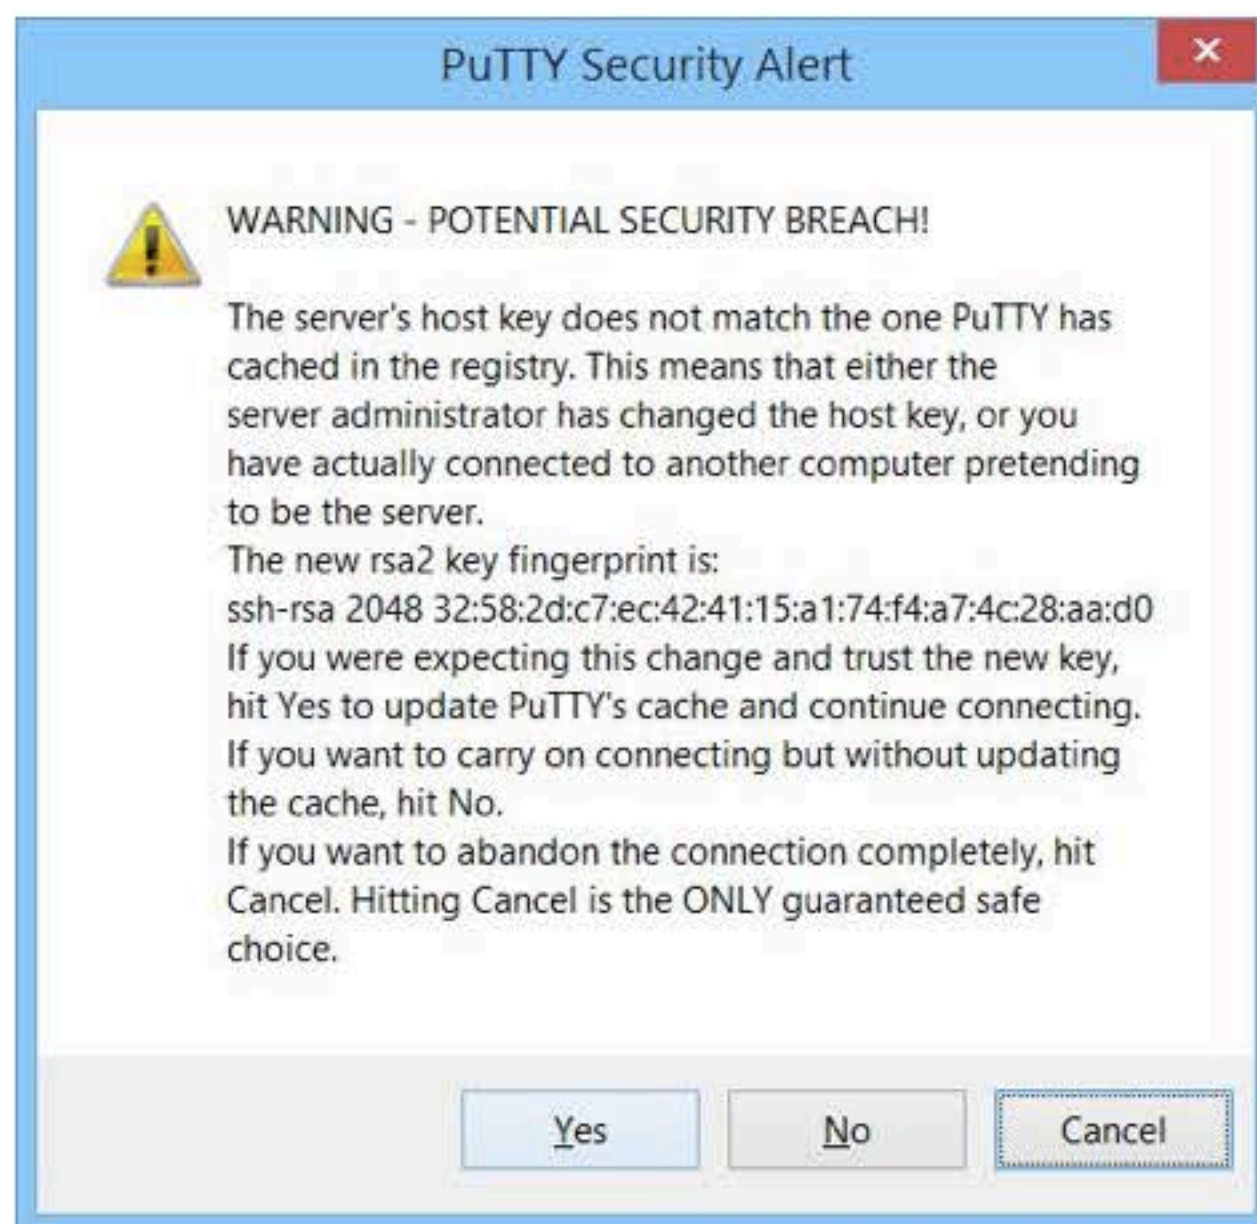 PuTTY Security Alert
WARNING - POTENTIAL SECURITY BREACH!
The server's host key does not match the one PuTTY has
cached in the registry. This means that either the
server administrator has changed the host key, or you
have actually connected to another computer pretending
to be the server.
The new rsa2 key fingerprint is:
ssh-rsa 2048 32:58:2d:c7:ec:42:41:15:a1:74:f4:a7:4c:28:aa:d0
If you were expecting this change and trust the new key,
hit Yes to update PuTTY's cache and continue connecting.
If you want to carry on connecting but without updating
the cache, hit No.
If you want to abandon the connection completely, hit
Cancel. Hitting Cancel is the ONLY guaranteed safe
choice.
Yes No Cancel